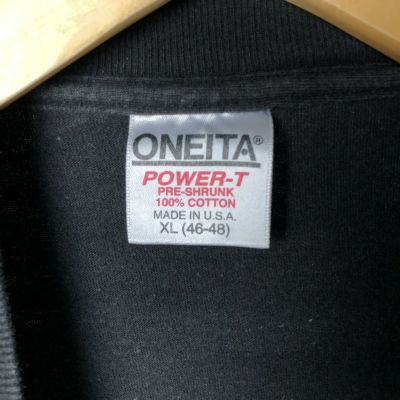 ONEITA®
POWER-T
PRE-SHRUNK
100% COTTON
MADE IN U.S.A.
XL (46-48)